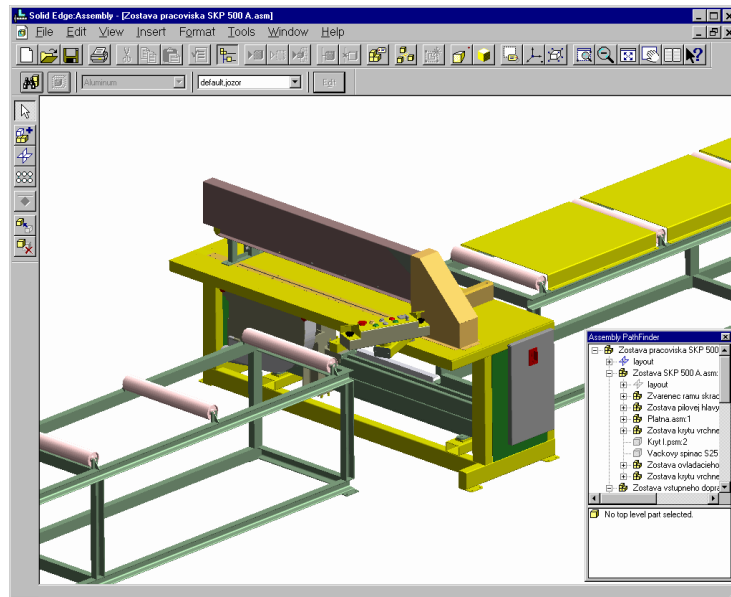 Solid Edge:Assembly - [Zostava pracoviska SKP 500 A.asm]
File Edit View Insert Format Tools Window Help
Aluminum default,jozor Edit
Assembly PathFinder
Zostava pracoviska SKP 500
layout
Zostava SKP 500 A.asm:
layout
Zvarenec ramu skrac
Zostava pilovej hlavy
Platna.asm:1
Zostava krytu vrchne
Kryt I.psm:2
Vackovy spinac S25
Zostava ovladacieho
Zostava krytu vrchne
Zostava vstupneho dopra
No top level part selected.